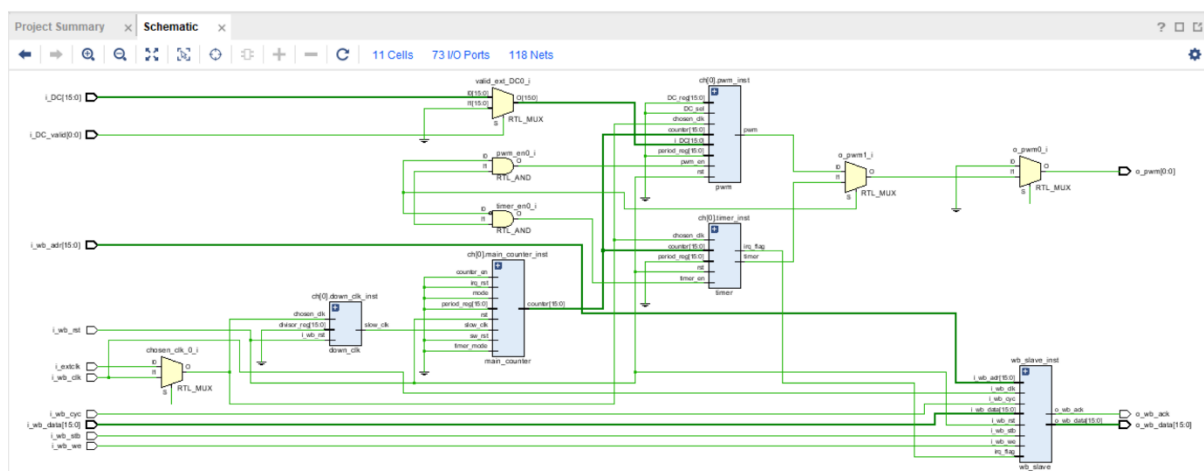 Project Summary × Schematic × ?
11 Cells 73 I/O Ports 118 Nets
valid_ext_DC0_i
i_DC[15:0]
I0[15:0]
I1[15:0]
O[15:0]
S
RTL_MUX
i_DC_valid[0:0]
ch[0].pwm_inst
DC_reg[15:0]
DC_sel
chosen_clk
counter[15:0]
i_DC[15:0]
period_reg[15:0]
pwm_en
rst
pwm
pwm
pwm_en0_i
I0
I1
O
RTL_AND
timer_en0_i
I0
I1
O
RTL_AND
o_pwm1_i
I0
I1
O
S
RTL_MUX
o_pwm0_i
I0
I1
O
S
RTL_MUX
o_pwm[0:0]
i_wb_adr[15:0]
ch[0].timer_inst
chosen_clk
counter[15:0]
period_reg[15:0]
rst
timer_en
irq_flag
timer
timer
ch[0].main_counter_inst
counter_en
irq_rst
mode
period_reg[15:0]
rst
slow_clk
sw_rst
timer_mode
counter[15:0]
main_counter
ch[0].down_clk_inst
chosen_clk
divisor_reg[15:0]
i_wb_rst
slow_clk
down_clk
i_wb_rst
chosen_clk_0_i
i_extclk
i_wb_clk
I0
I1
O
S
RTL_MUX
wb_slave_inst
i_wb_adr[15:0]
i_wb_clk
i_wb_cyc
i_wb_data[15:0]
i_wb_rst
i_wb_stb
i_wb_we
irq_flag
o_wb_ack
o_wb_data[15:0]
wb_slave
i_wb_cyc
i_wb_data[15:0]
i_wb_stb
i_wb_we
o_wb_ack
o_wb_data[15:0]